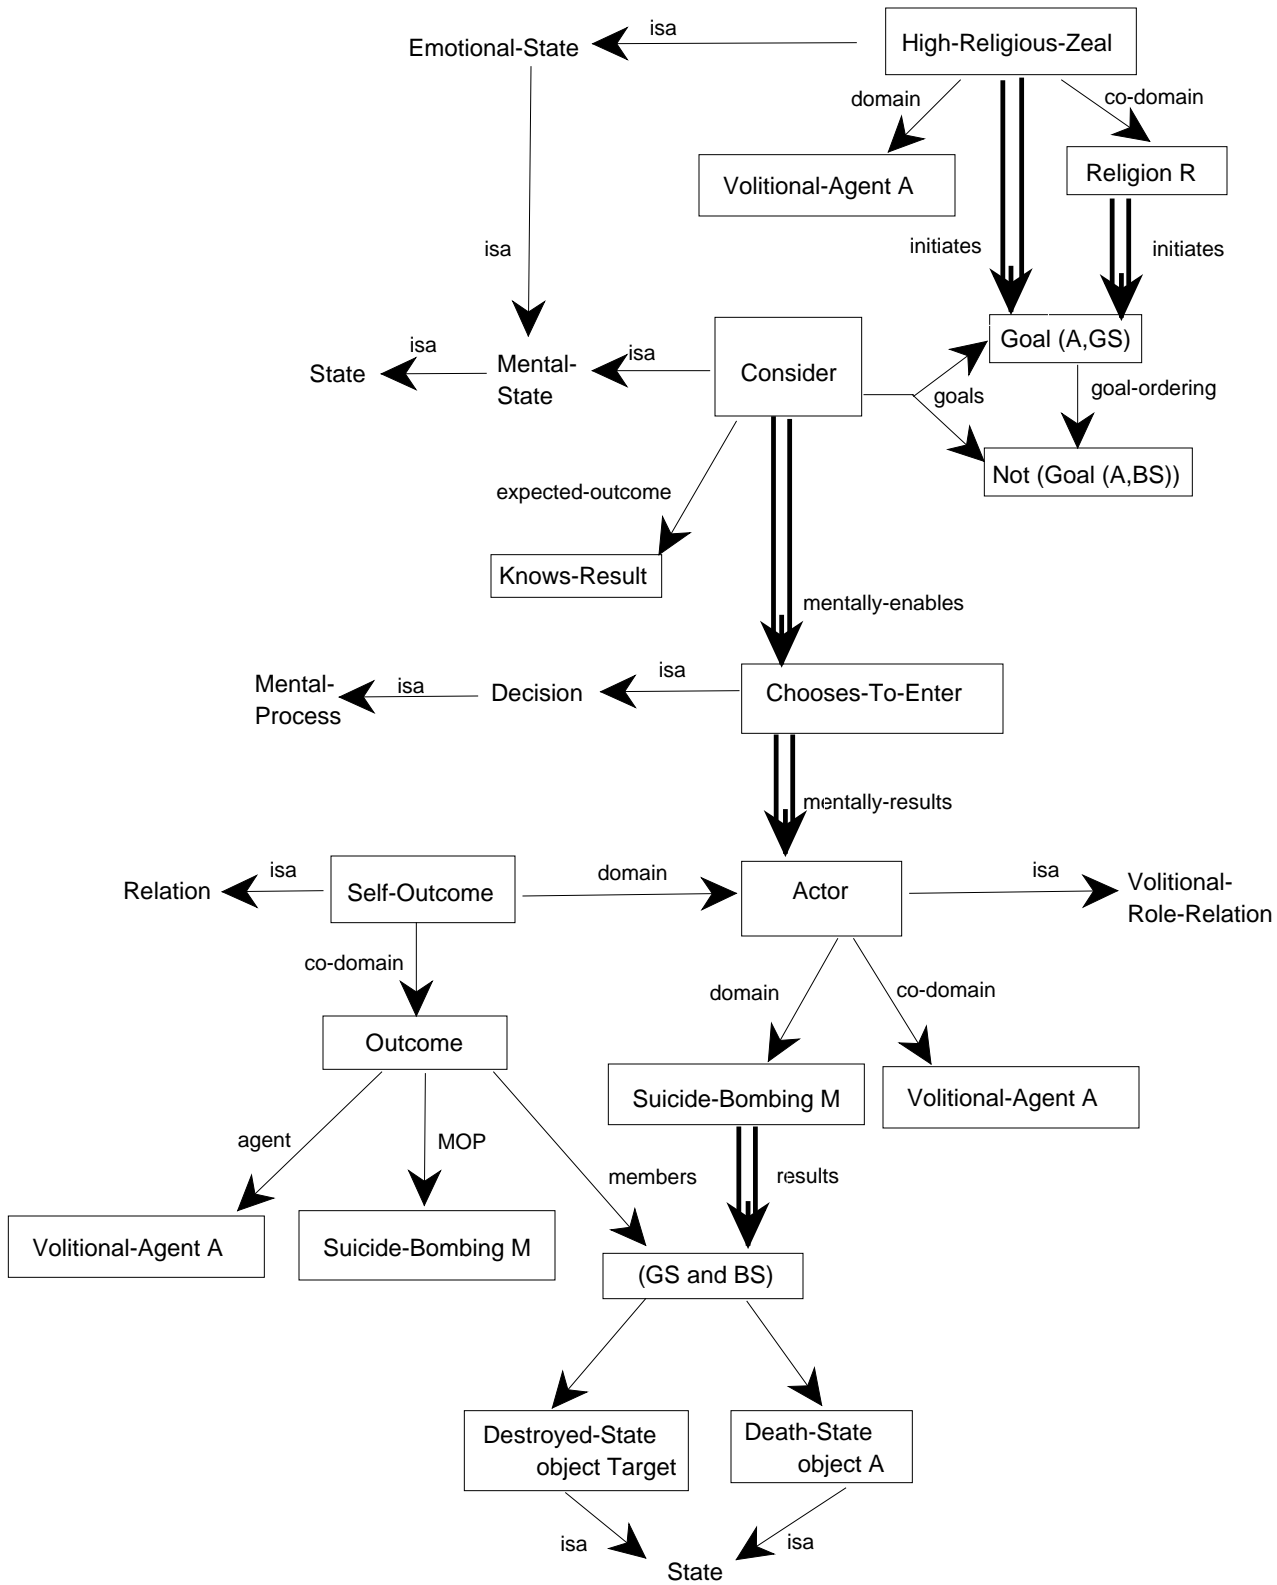 isa
Emotional-State
High-Religious-Zeal
domain
co-domain
Volitional-Agent A
Religion R
isa
initiates
initiates
Goal (A,GS)
isa
isa
State
Mental-
State
Consider
goals
goal-ordering
Not (Goal (A,BS))
expected-outcome
Knows-Result
mentally-enables
Mental-
Process
isa
Decision
isa
Chooses-To-Enter
mentally-results
Relation
isa
Self-Outcome
domain
Actor
isa
Volitional-
Role-Relation
co-domain
domain
co-domain
Outcome
Suicide-Bombing M
Volitional-Agent A
agent
MOP
members
results
Volitional-Agent A
Suicide-Bombing M
(GS and BS)
Destroyed-State
object Target
Death-State
object A
isa
isa
State